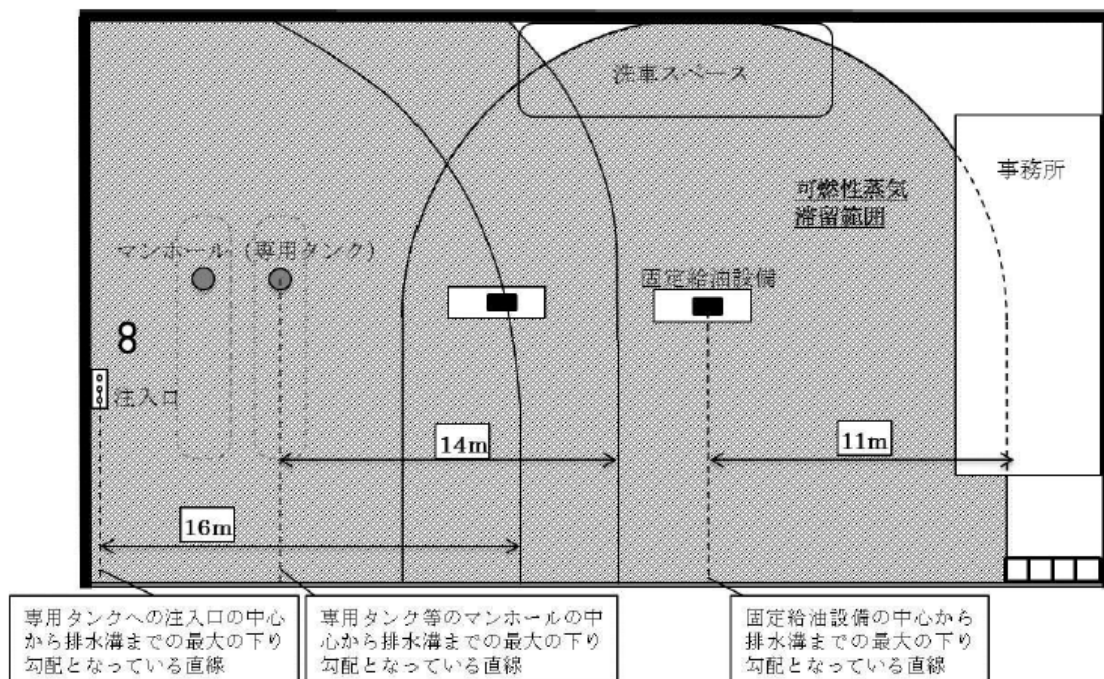 洗車スペース
事務所
可燃性蒸気
滞留範囲
マンホール（専用タンク）
固定給油設備
注入口
14m
11m
16m
専用タンクへの注入口の中心
から排水溝までの最大の下り
勾配となっている直線
専用タンク等のマンホールの中
心から排水溝までの最大の下り
勾配となっている直線
固定給油設備の中心から
排水溝までの最大の下り
勾配となっている直線